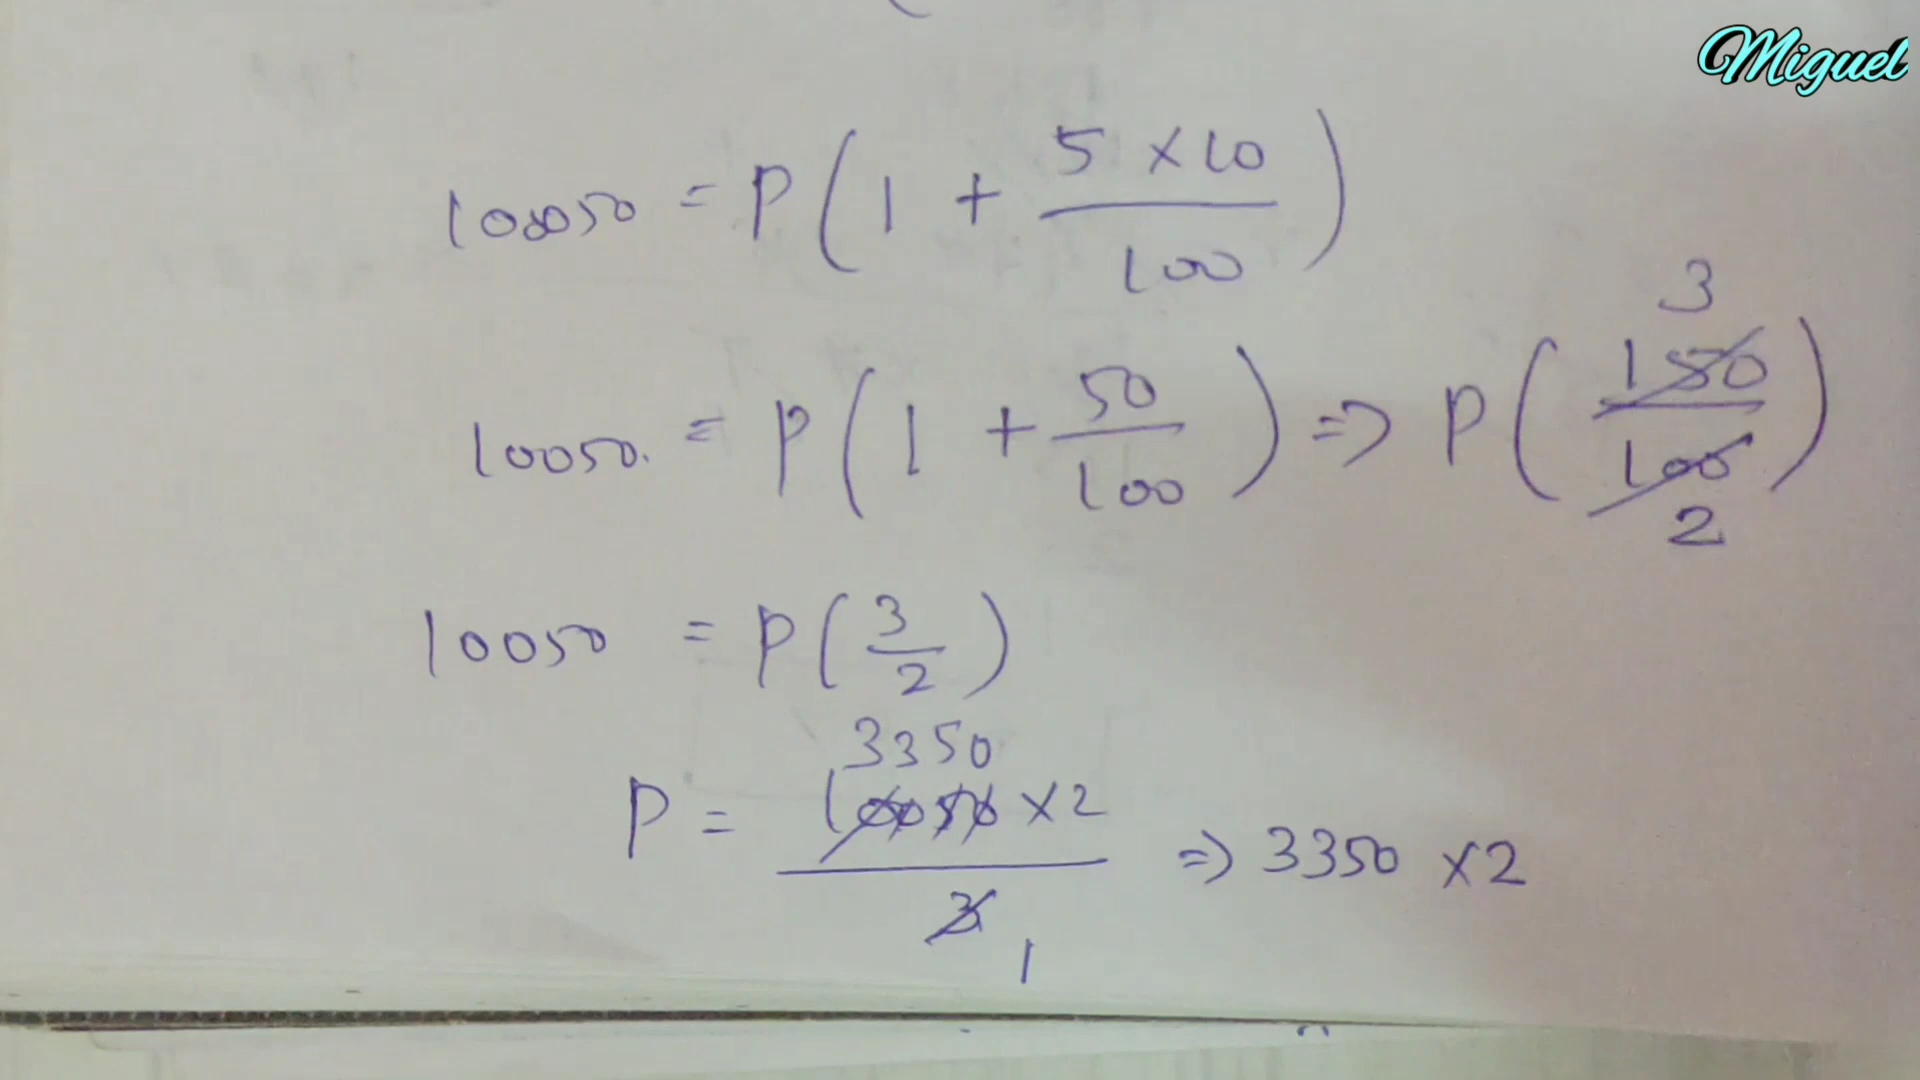 Miguel
10050 = P(1 + 5 × 10 / 100)
10050. = P(1 + 50/100) => P(150/100)
3
2
10050 = P(3/2)
3350
P = 10050 × 2 / 3 => 3350 × 2
1